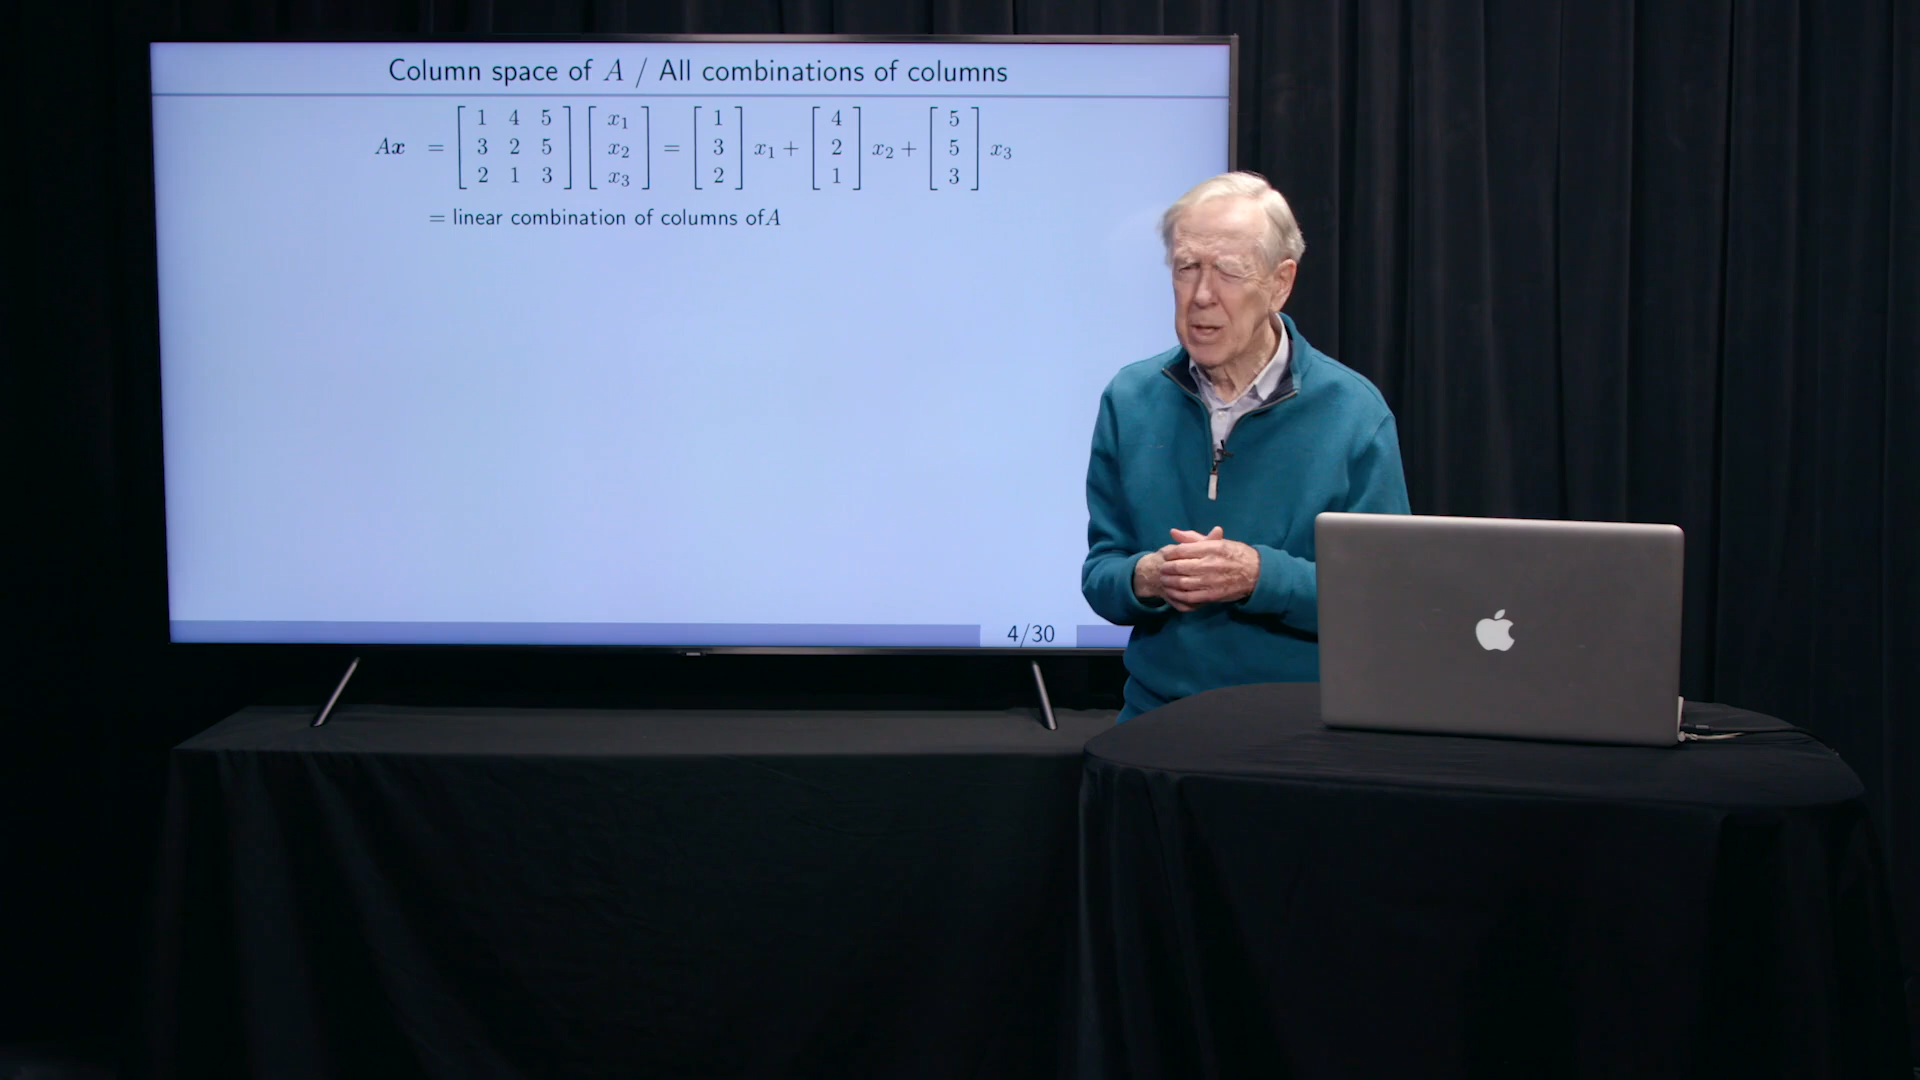 Column space of A / All combinations of columns
Ax = [ 1 4 5 ; 3 2 5 ; 2 1 3 ] [ x₁ ; x₂ ; x₃ ] = [ 1 ; 3 ; 2 ] x₁ + [ 4 ; 2 ; 1 ] x₂ + [ 5 ; 5 ; 3 ] x₃
= linear combination of columns ofA
4/30